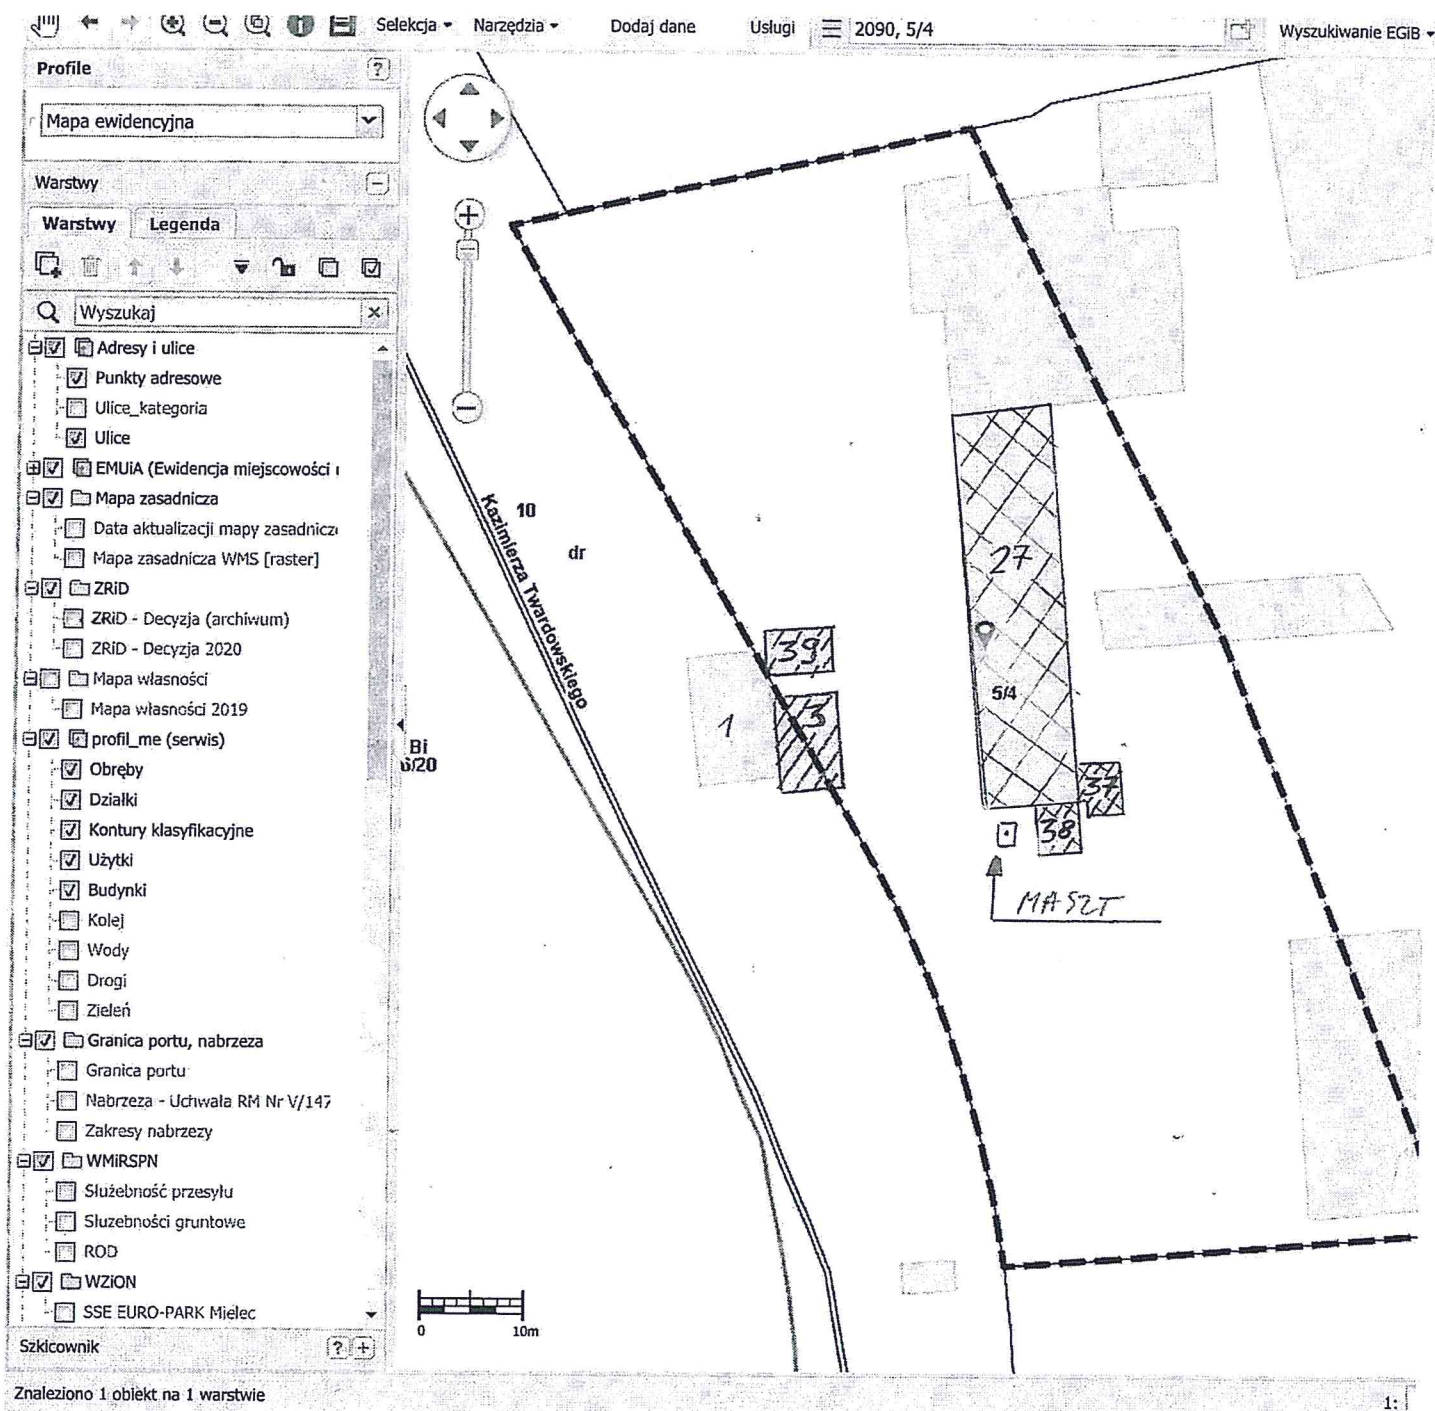 Selekcja Narzędzia Dodaj dane Usługi 2090, 5/4 Wyszukiwanie EGiB
Profile ?
Mapa ewidencyjna
Warstwy
Warstwy Legenda
Wyszukaj
Adresy i ulice
Punkty adresowe
Ulice_kategoria
Ulice
EMUiA (Ewidencja miejscowości i
Mapa zasadnicza
Data aktualizacji mapy zasadnicze
Mapa zasadnicza WMS [raster]
ZRiD
ZRiD - Decyzja (archiwum)
ZRiD - Decyzja 2020
Mapa własności
Mapa własności 2019
profil_me (serwis)
Obręby
Działki
Kontury klasyfikacyjne
Użytki
Budynki
Kolej
Wody
Drogi
Zieleń
Granica portu, nabrzeza
Granica portu
Nabrzeza - Uchwała RM Nr V/147
Zakresy nabrzezy
WMiRSPN
Służebność przesyłu
Sluzebności gruntowe
ROD
WZiON
SSE EURO-PARK Mielec
Szkicownik ? +
Znaleziono 1 obiekt na 1 warstwie
10
dr
Kazimierza Twardowskiego
Bi
6/20
27
5/4
39
1
3
37
38
MASZT
0 10m
1: